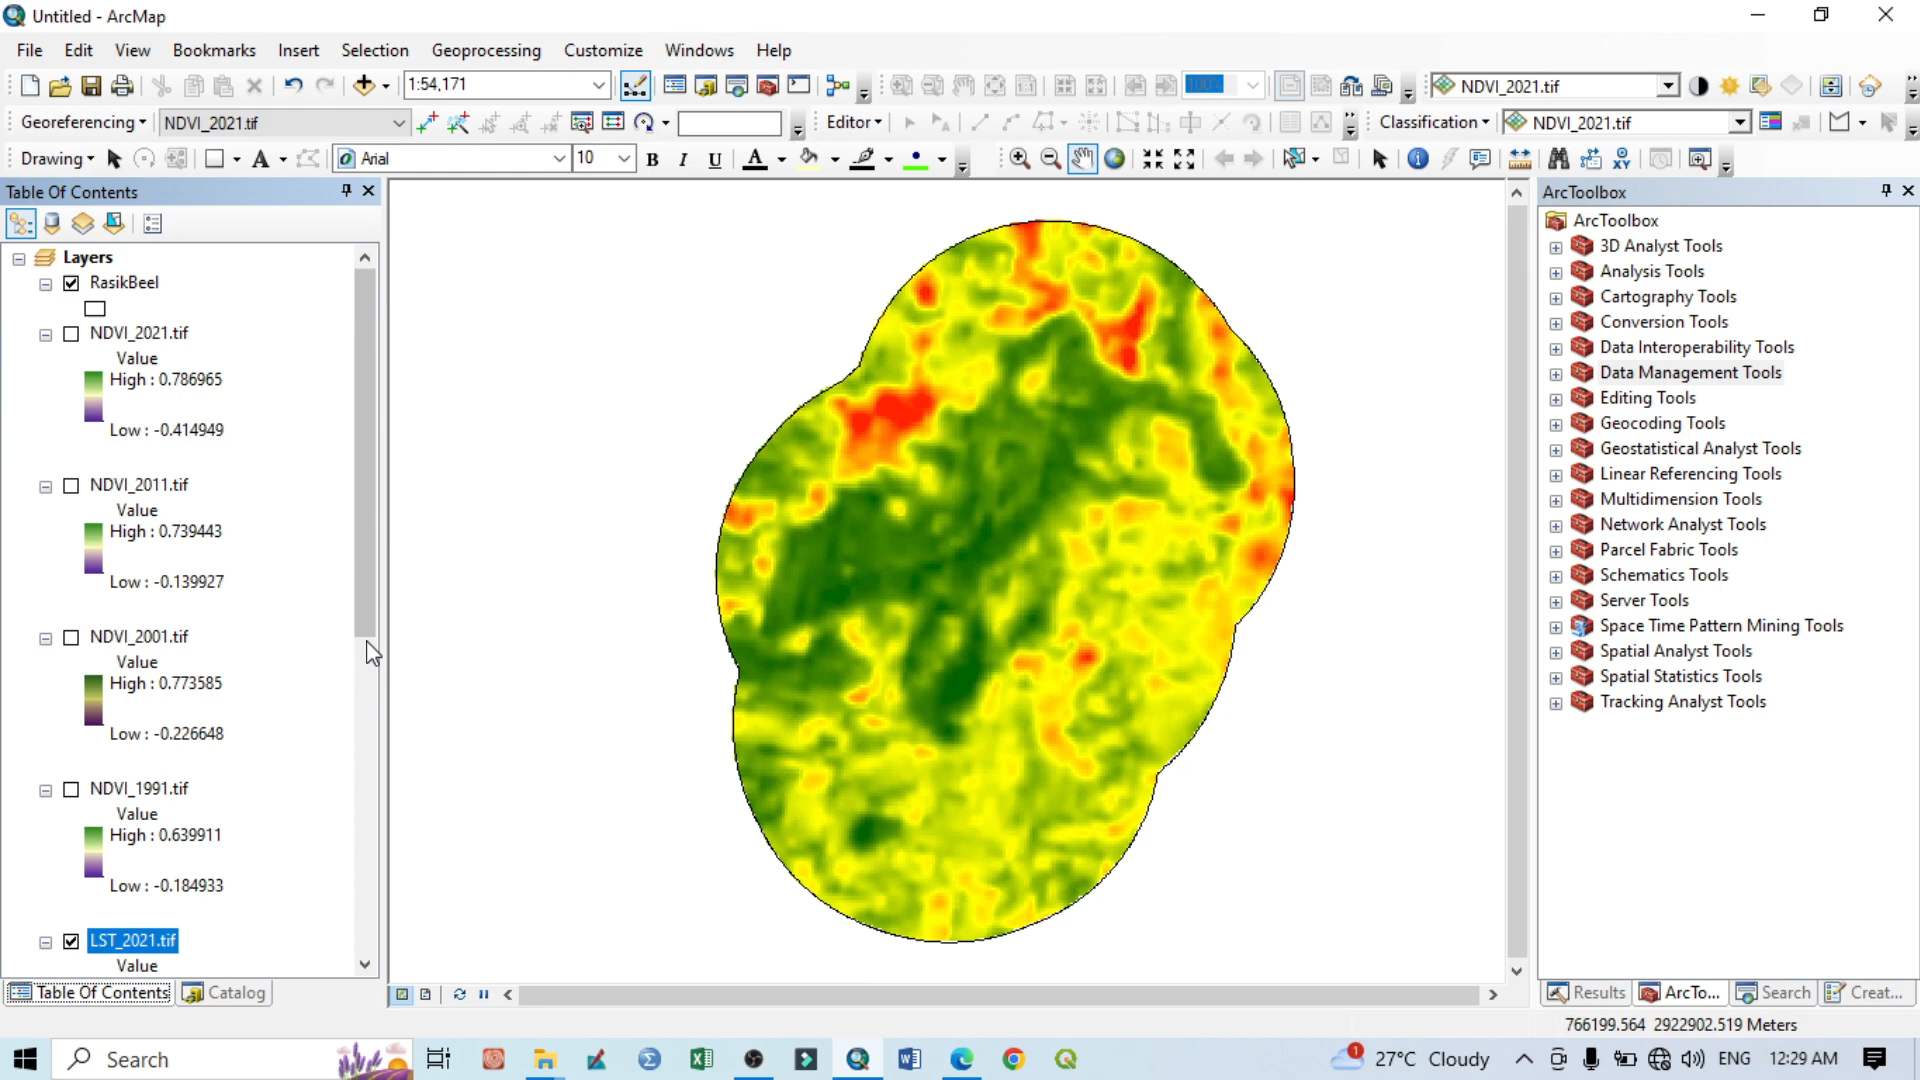 Untitled - ArcMap
File Edit View Bookmarks Insert Selection Geoprocessing Customize Windows Help
1:54,171 100% NDVI_2021.tif
Georeferencing NDVI_2021.tif Editor Classification NDVI_2021.tif
Drawing A Arial 10 B I U A XY
Table Of Contents
Layers
RasikBeel
NDVI_2021.tif
Value
High : 0.786965
Low : -0.414949
NDVI_2011.tif
Value
High : 0.739443
Low : -0.139927
NDVI_2001.tif
Value
High : 0.773585
Low : -0.226648
NDVI_1991.tif
Value
High : 0.639911
Low : -0.184933
LST_2021.tif
Value
Table Of Contents Catalog
ArcToolbox
ArcToolbox
3D Analyst Tools
Analysis Tools
Cartography Tools
Conversion Tools
Data Interoperability Tools
Data Management Tools
Editing Tools
Geocoding Tools
Geostatistical Analyst Tools
Linear Referencing Tools
Multidimension Tools
Network Analyst Tools
Parcel Fabric Tools
Schematics Tools
Server Tools
Space Time Pattern Mining Tools
Spatial Analyst Tools
Spatial Statistics Tools
Tracking Analyst Tools
Results ArcTo... Search Creat...
766199.564 2922902.519 Meters
Search 1 27°C Cloudy ENG 12:29 AM